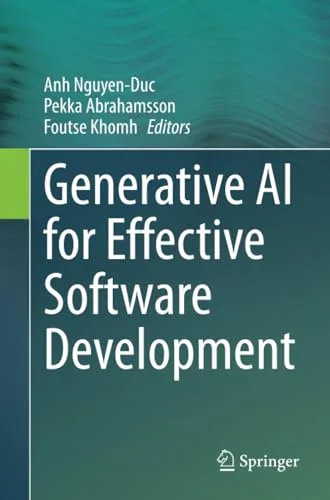 Anh Nguyen-Duc
Pekka Abrahamsson
Foutse Khomh Editors
Generative AI
for Effective
Software
Development
Springer